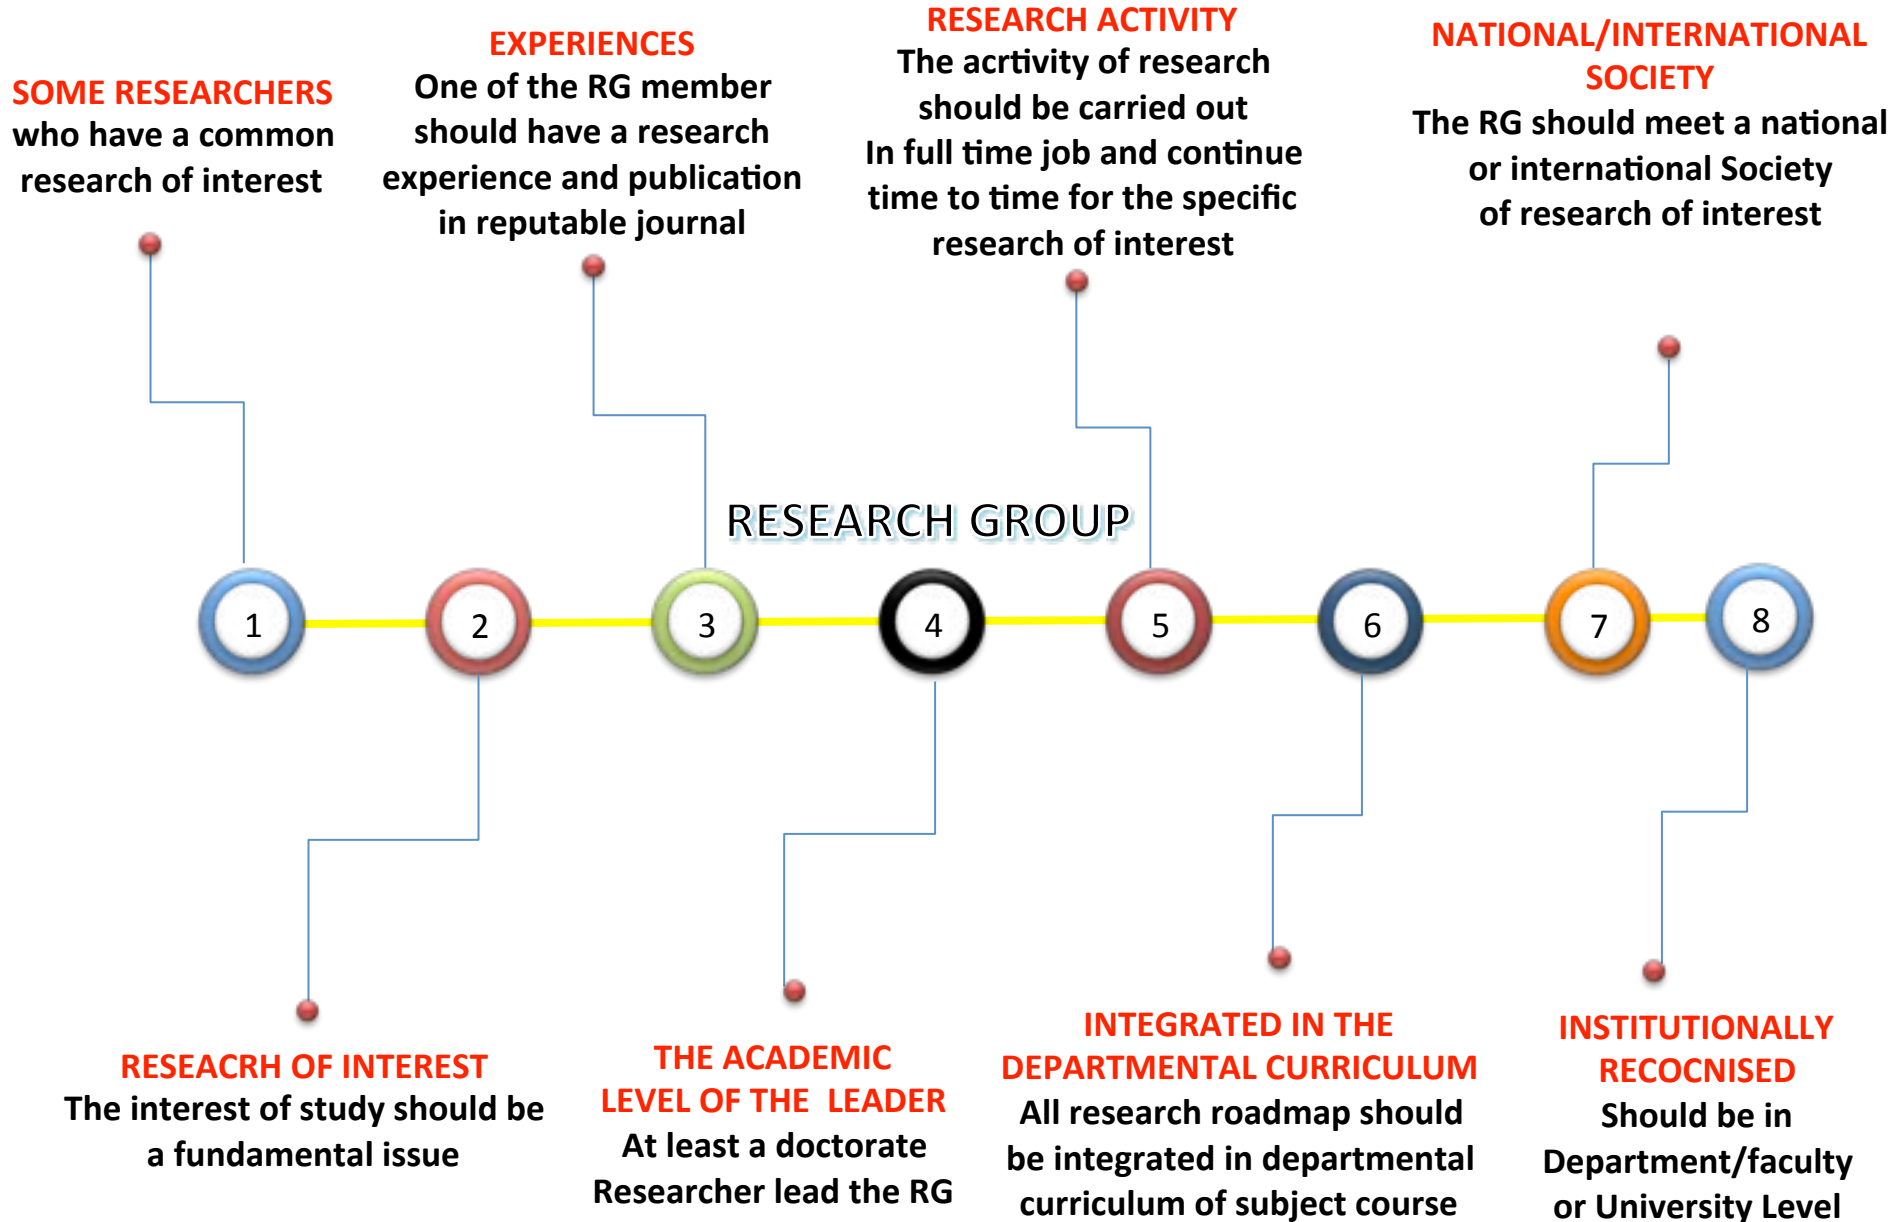 SOME RESEARCHERS
who have a common
research of interest
EXPERIENCES
One of the RG member
should have a research
experience and publication
in reputable journal
RESEARCH ACTIVITY
The acrtivity of research
should be carried out
In full time job and continue
time to time for the specific
research of interest
NATIONAL/INTERNATIONAL
SOCIETY
The RG should meet a national
or international Society
of research of interest
RESEARCH GROUP
1
2
3
4
5
6
7
8
RESEACRH OF INTEREST
The interest of study should be
a fundamental issue
THE ACADEMIC
LEVEL OF THE LEADER
At least a doctorate
Researcher lead the RG
INTEGRATED IN THE
DEPARTMENTAL CURRICULUM
All research roadmap should
be integrated in departmental
curriculum of subject course
INSTITUTIONALLY
RECOCNISED
Should be in
Department/faculty
or University Level